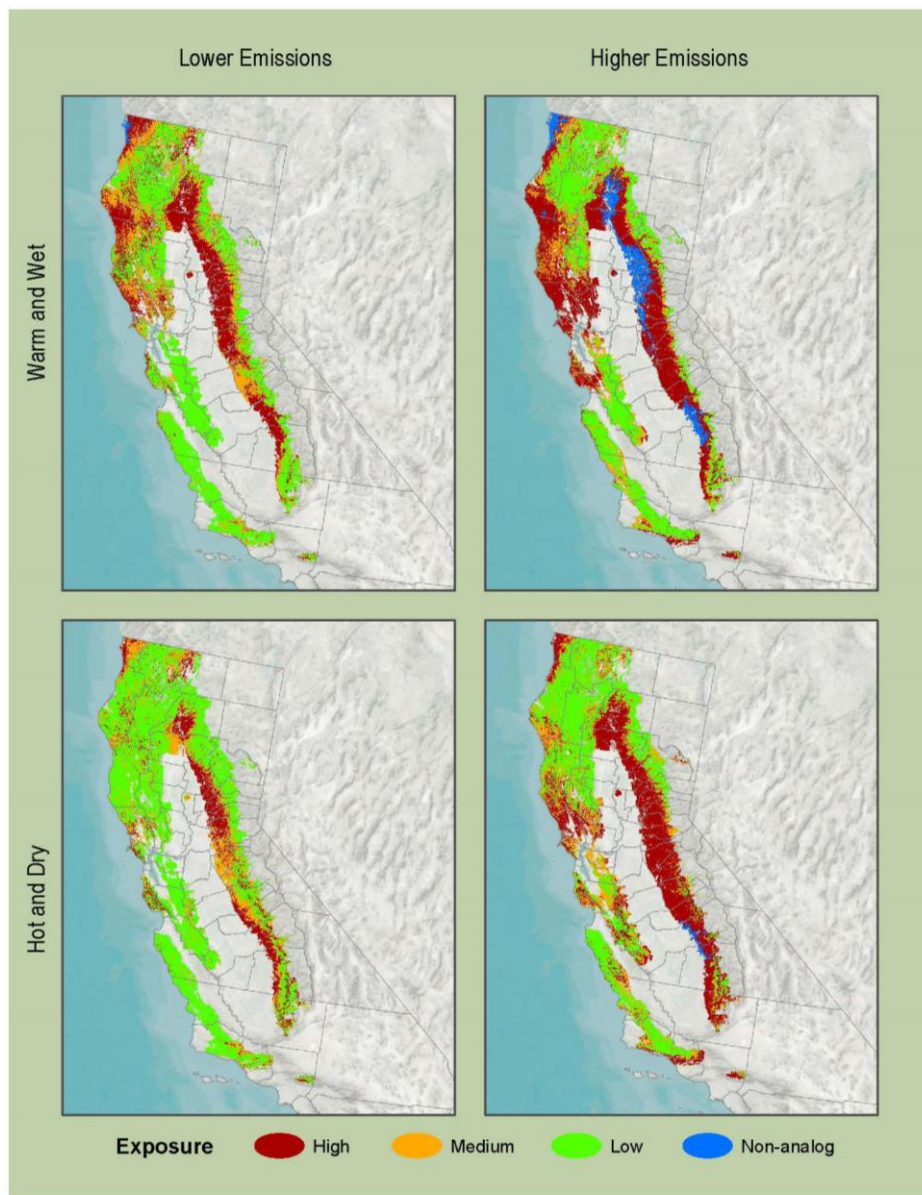 Lower Emissions
Higher Emissions
Warm and Wet
Hot and Dry
Exposure High Medium Low Non-analog